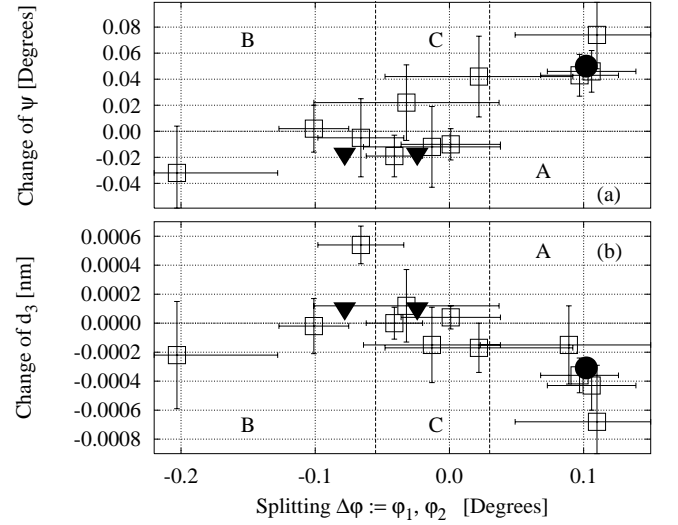 0.08
0.06
0.04
0.02
0.00
-0.02
-0.04
Change of ψ [Degrees]
B
C
A
(a)
0.0006
0.0004
0.0002
0.0000
-0.0002
-0.0004
-0.0006
-0.0008
Change of d₃ [nm]
A
(b)
B
C
-0.2
-0.1
0.0
0.1
Splitting Δφ := φ₁, φ₂ [Degrees]